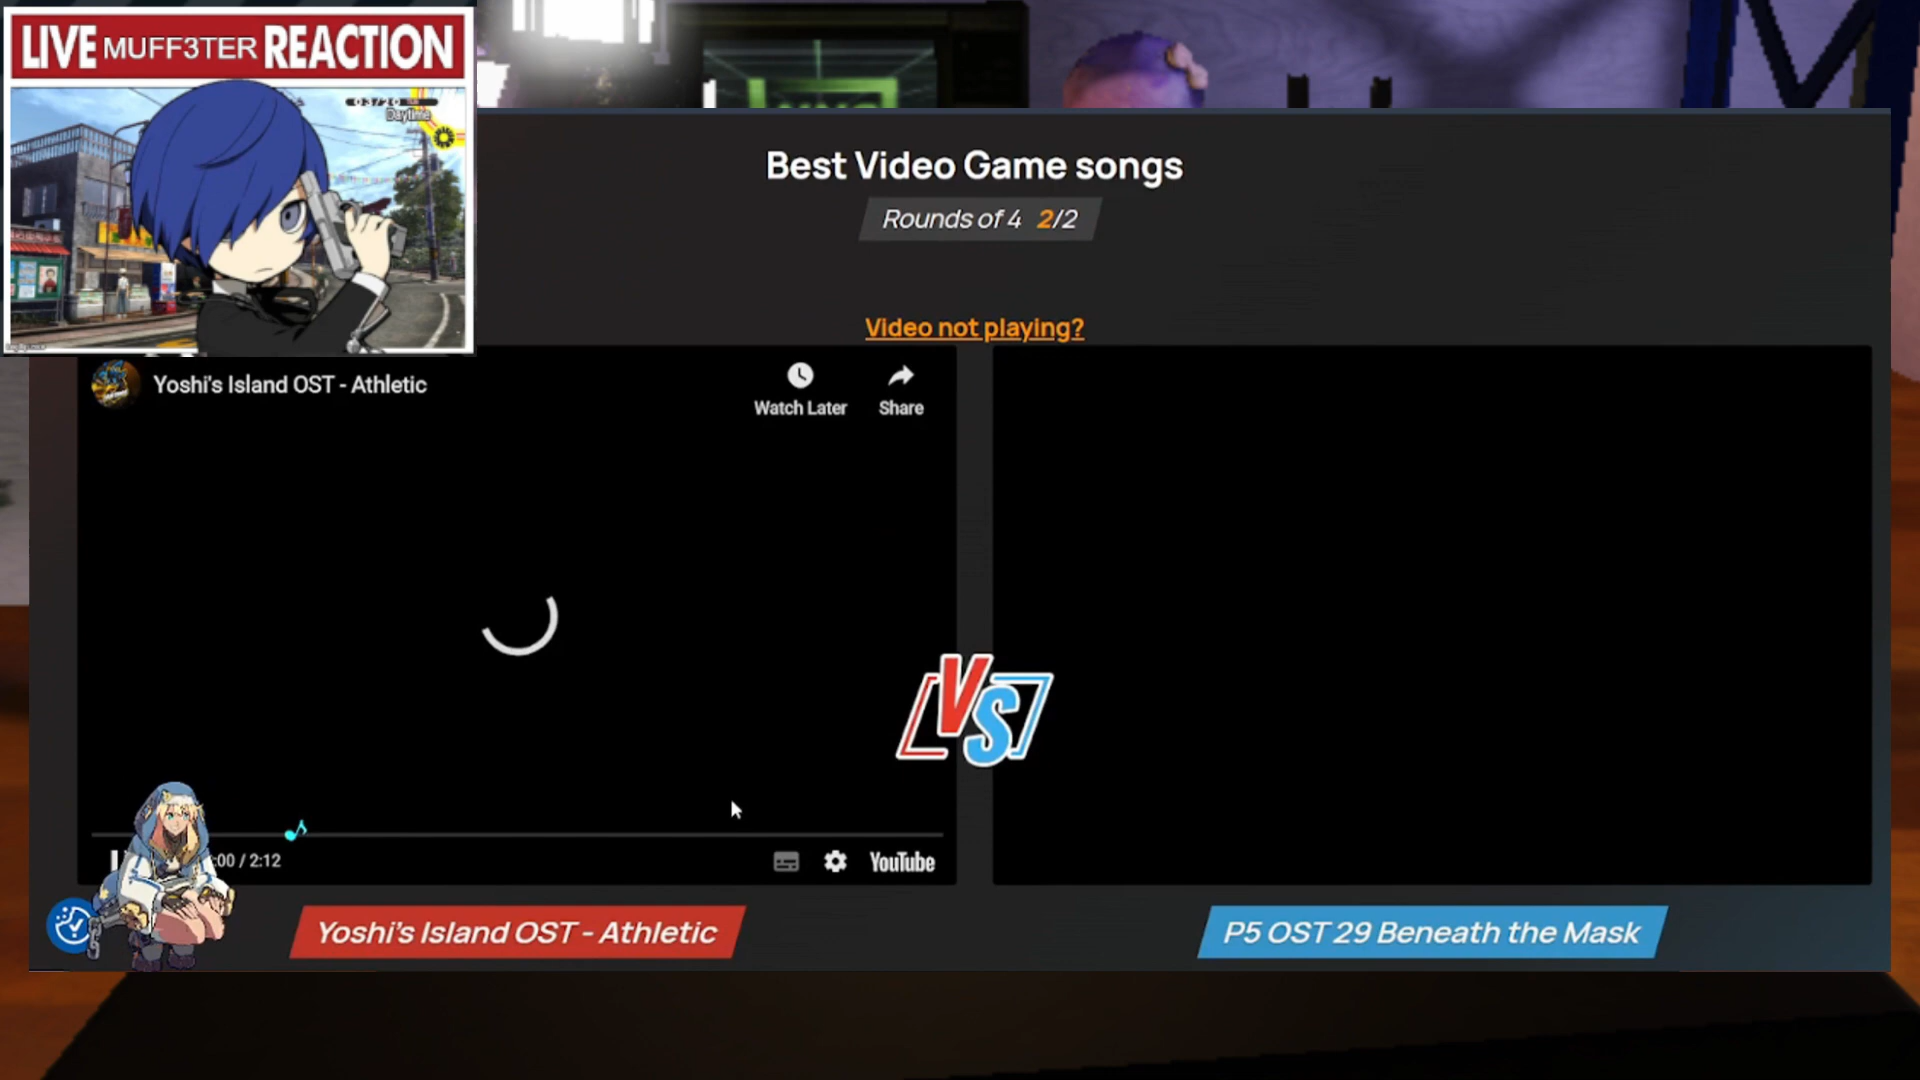 LIVE MUFF3TER REACTION
Daytime
Best Video Game songs
Rounds of 4 2/2
Video not playing?
Yoshi's Island OST - Athletic
Watch Later
Share
VS
:00 / 2:12
YouTube
Yoshi's Island OST - Athletic
P5 OST 29 Beneath the Mask